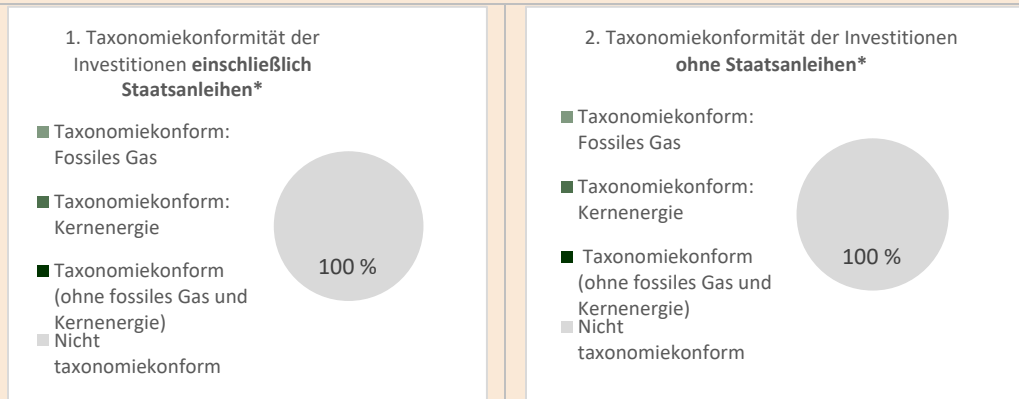 1. Taxonomiekonformität der
Investitionen einschließlich
Staatsanleihen*
Taxonomiekonform:
Fossiles Gas
Taxonomiekonform:
Kernenergie
Taxonomiekonform
(ohne fossiles Gas und
Kernenergie)
Nicht
taxonomiekonform
100 %
2. Taxonomiekonformität der Investitionen
ohne Staatsanleihen*
Taxonomiekonform:
Fossiles Gas
Taxonomiekonform:
Kernenergie
Taxonomiekonform
(ohne fossiles Gas und
Kernenergie)
Nicht
taxonomiekonform
100 %